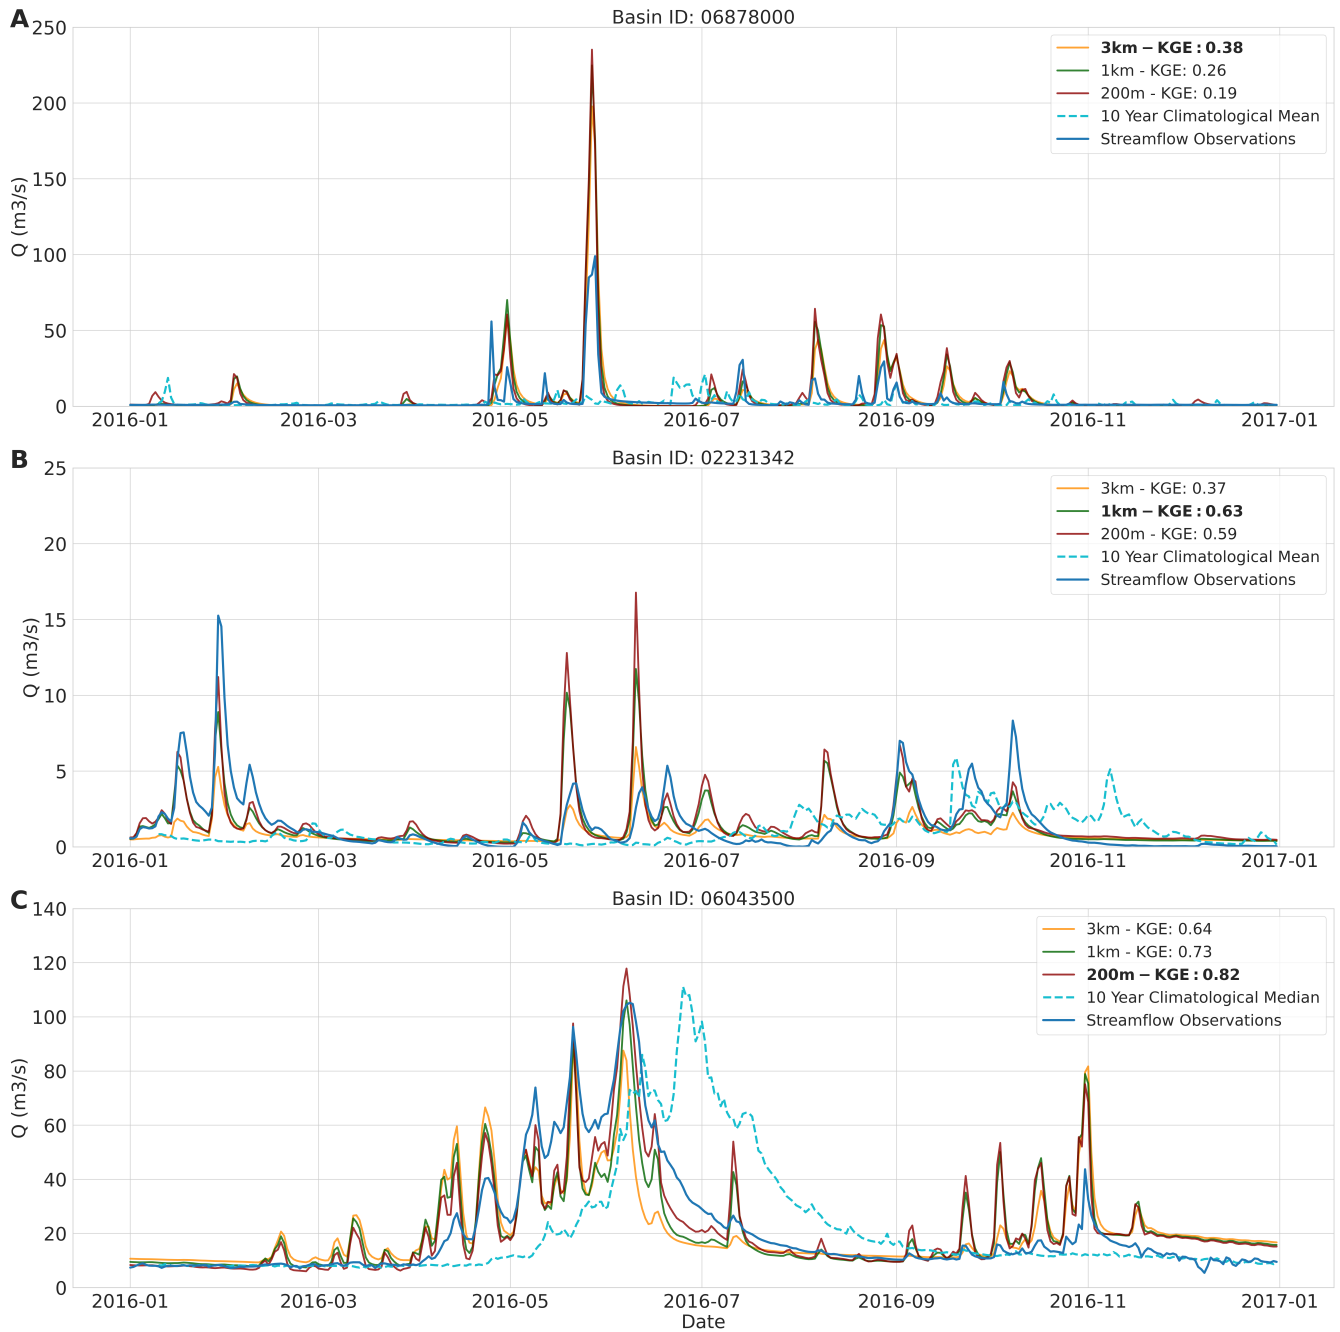 A
Basin ID: 06878000
Q (m3/s)
250
200
150
100
50
0
3km − KGE : 0.38
1km - KGE: 0.26
200m - KGE: 0.19
10 Year Climatological Mean
Streamflow Observations
2016-01 2016-03 2016-05 2016-07 2016-09 2016-11 2017-01
B
Basin ID: 02231342
Q (m3/s)
25
20
15
10
5
0
3km - KGE: 0.37
1km − KGE : 0.63
200m - KGE: 0.59
10 Year Climatological Mean
Streamflow Observations
2016-01 2016-03 2016-05 2016-07 2016-09 2016-11 2017-01
C
Basin ID: 06043500
Q (m3/s)
140
120
100
80
60
40
20
0
3km - KGE: 0.64
1km - KGE: 0.73
200m − KGE : 0.82
10 Year Climatological Median
Streamflow Observations
2016-01 2016-03 2016-05 2016-07 2016-09 2016-11 2017-01
Date